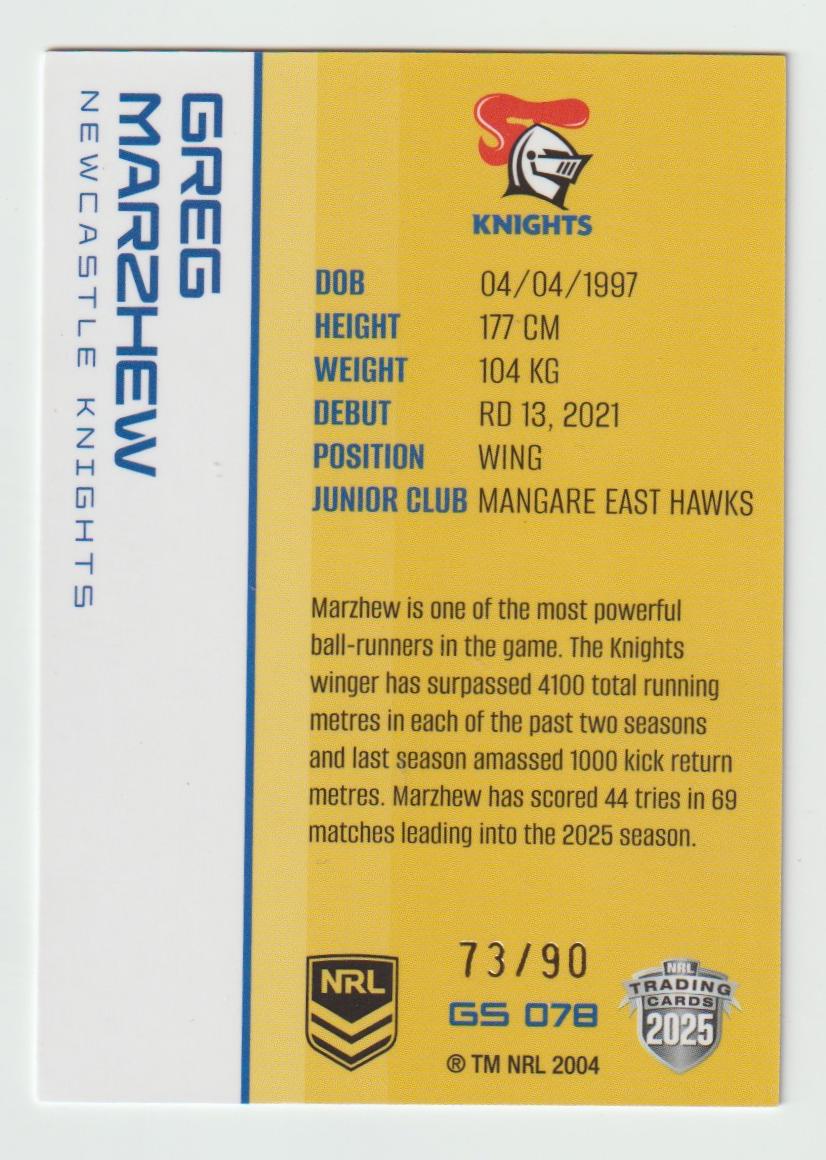 GREG
MARZHEW
NEWCASTLE KNIGHTS
KNIGHTS
DOB 04/04/1997
HEIGHT 177 CM
WEIGHT 104 KG
DEBUT RD 13, 2021
POSITION WING
JUNIOR CLUB MANGARE EAST HAWKS
Marzhew is one of the most powerful
ball-runners in the game. The Knights
winger has surpassed 4100 total running
metres in each of the past two seasons
and last season amassed 1000 kick return
metres. Marzhew has scored 44 tries in 69
matches leading into the 2025 season.
NRL
73/90
GS 078
® TM NRL 2004
NRL
TRADING
CARDS
2025